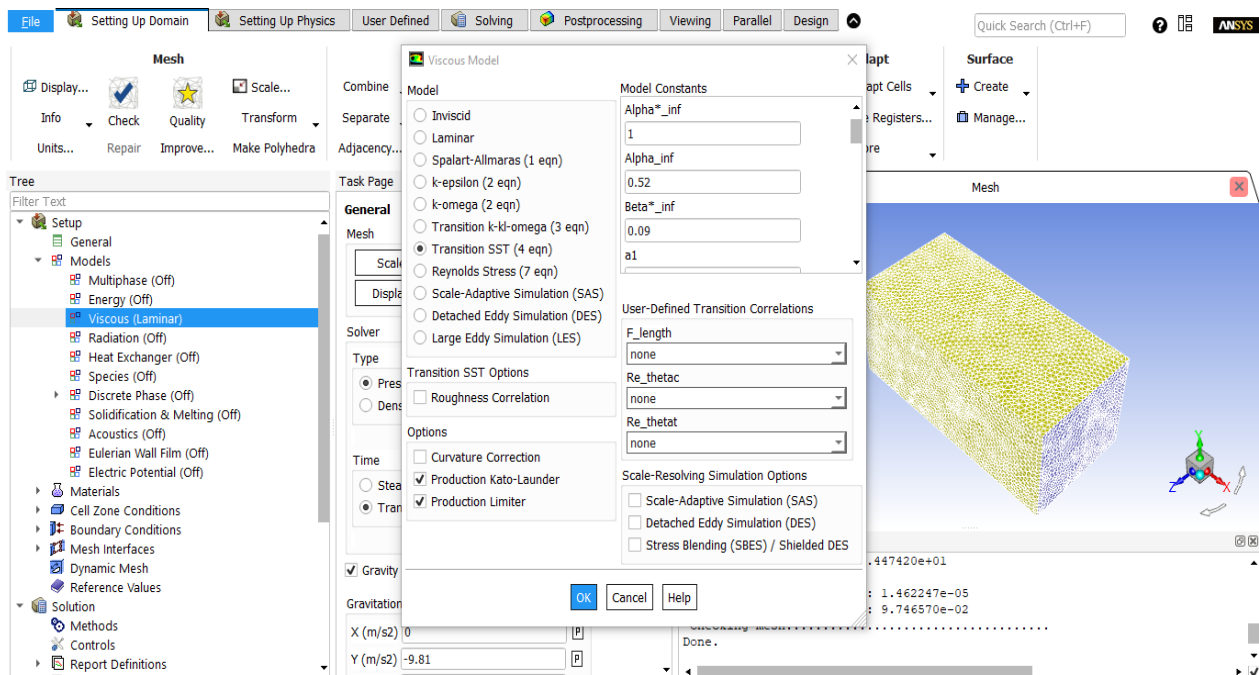 File
Setting Up Domain
Setting Up Physics
User Defined
Solving
Postprocessing
Viewing
Parallel
Design
Quick Search (Ctrl+F)
ANSYS
Mesh
Display...
Info
Units...
Check
Repair
Quality
Improve...
Scale...
Transform
Make Polyhedra
Combine
Separate
Adjacency...
lapt
apt Cells
Registers...
ore
Surface
Create
Manage...
Tree
Filter Text
Setup
General
Models
Multiphase (Off)
Energy (Off)
Viscous (Laminar)
Radiation (Off)
Heat Exchanger (Off)
Species (Off)
Discrete Phase (Off)
Solidification & Melting (Off)
Acoustics (Off)
Eulerian Wall Film (Off)
Electric Potential (Off)
Materials
Cell Zone Conditions
Boundary Conditions
Mesh Interfaces
Dynamic Mesh
Reference Values
Solution
Methods
Controls
Report Definitions
Task Page
General
Mesh
Scale
Displa
Solver
Type
Pres
Dens
Time
Stea
Tran
Gravity
Gravitation
X (m/s2) 0
P
Y (m/s2) -9.81
P
Viscous Model
Model
Inviscid
Laminar
Spalart-Allmaras (1 eqn)
k-epsilon (2 eqn)
k-omega (2 eqn)
Transition k-kl-omega (3 eqn)
Transition SST (4 eqn)
Reynolds Stress (7 eqn)
Scale-Adaptive Simulation (SAS)
Detached Eddy Simulation (DES)
Large Eddy Simulation (LES)
Transition SST Options
Roughness Correlation
Options
Curvature Correction
Production Kato-Launder
Production Limiter
Model Constants
Alpha*_inf
1
Alpha_inf
0.52
Beta*_inf
0.09
a1
User-Defined Transition Correlations
F_length
none
Re_thetac
none
Re_thetat
none
Scale-Resolving Simulation Options
Scale-Adaptive Simulation (SAS)
Detached Eddy Simulation (DES)
Stress Blending (SBES) / Shielded DES
OK
Cancel
Help
Mesh
Y
Z
X
.447420e+01
: 1.462247e-05
: 9.746570e-02
Checking mesh.....................................
Done.